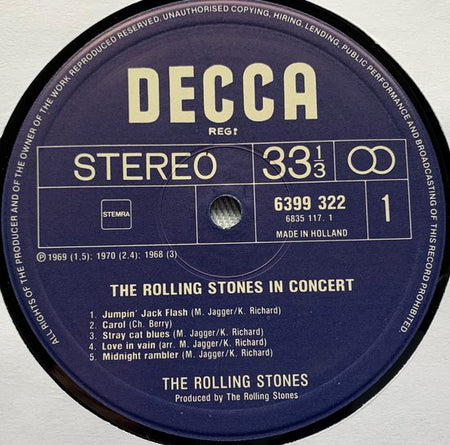 ALL RIGHTS OF THE PRODUCER AND OF THE OWNER OF THE WORK REPRODUCED RESERVED. UNAUTHORISED COPYING, HIRING, LENDING, PUBLIC PERFORMANCE AND BROADCASTING OF THIS RECORD PROHIBITED.
DECCA
REGᵈ
STEREO
33 1/3
STEMRA
6399 322
6835 117. 1
MADE IN HOLLAND
1
℗ 1969 (1.5): 1970 (2.4): 1968 (3)
THE ROLLING STONES IN CONCERT
1. Jumpin' Jack Flash (M. Jagger/K. Richard)
2. Carol (Ch. Berry)
3. Stray cat blues (M. Jagger/K. Richard)
4. Love in vain (arr. M. Jagger/K. Richard)
5. Midnight rambler (M. Jagger/K. Richard)
THE ROLLING STONES
Produced by The Rolling Stones